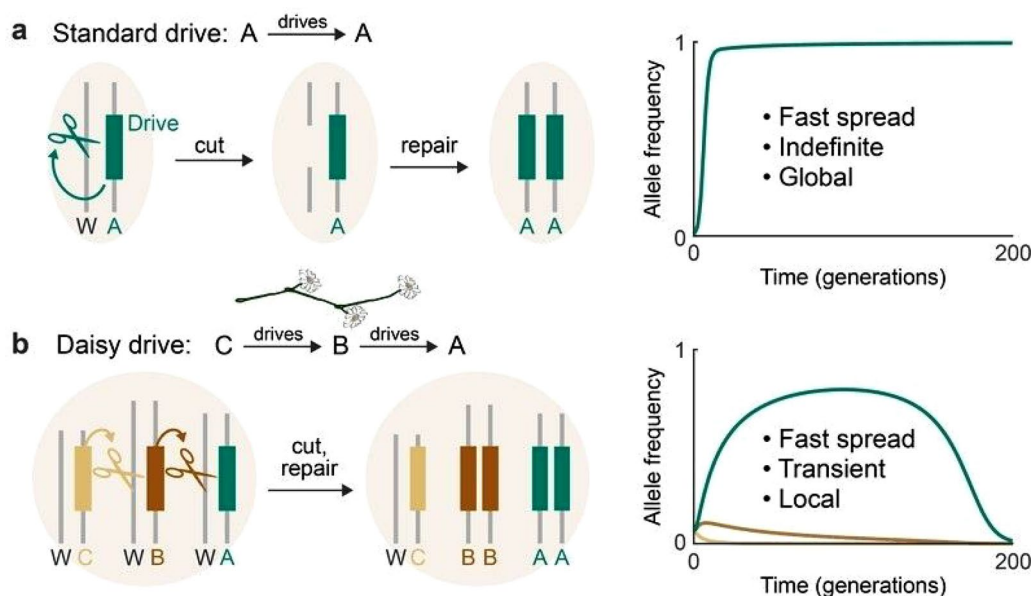 a Standard drive: A drives A
Drive
cut
repair
W A
A
A A
1
Allele frequency
• Fast spread
• Indefinite
• Global
0
0 200
Time (generations)
b Daisy drive: C drives B drives A
cut,
repair
W C W B W A
W C B B A A
1
Allele frequency
• Fast spread
• Transient
• Local
0
0 200
Time (generations)